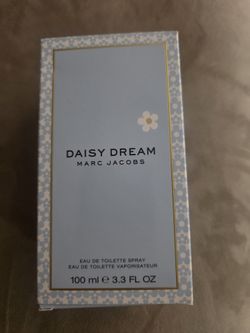 DAISY DREAM
MARC JACOBS
EAU DE TOILETTE SPRAY
EAU DE TOILETTE VAPORISATEUR
100 ml ℮ 3.3 FL OZ